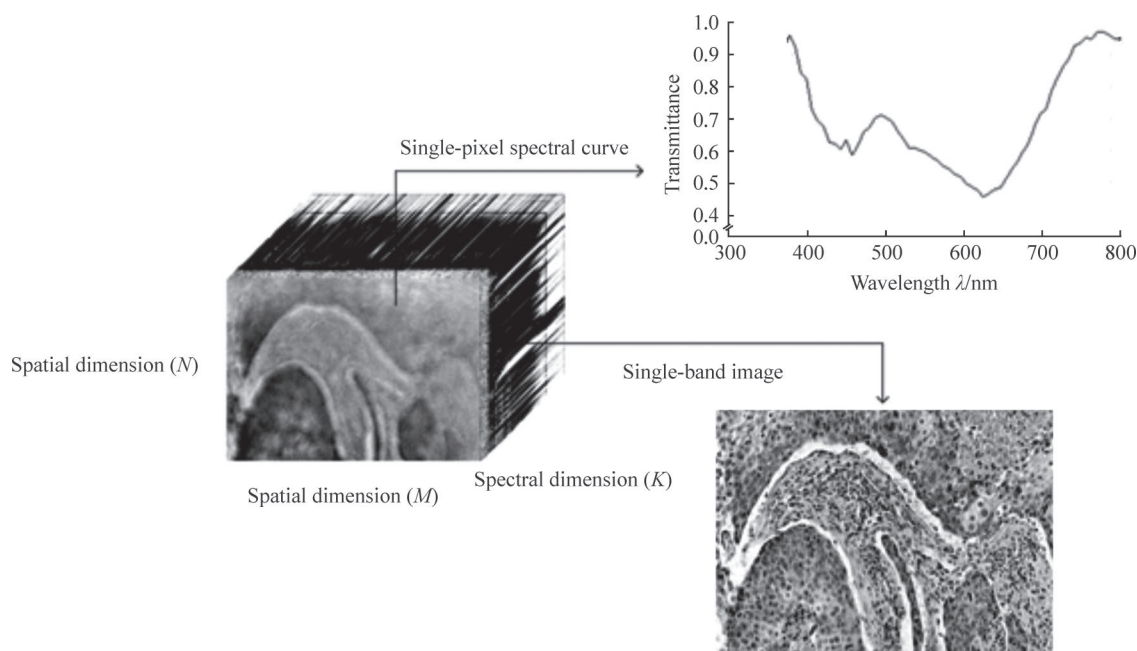 1.0
0.9
0.8
0.7
0.6
0.5
0.4
0.0
Transmittance
300 400 500 600 700 800
Wavelength λ/nm
Single-pixel spectral curve
Spatial dimension (N)
Single-band image
Spectral dimension (K)
Spatial dimension (M)